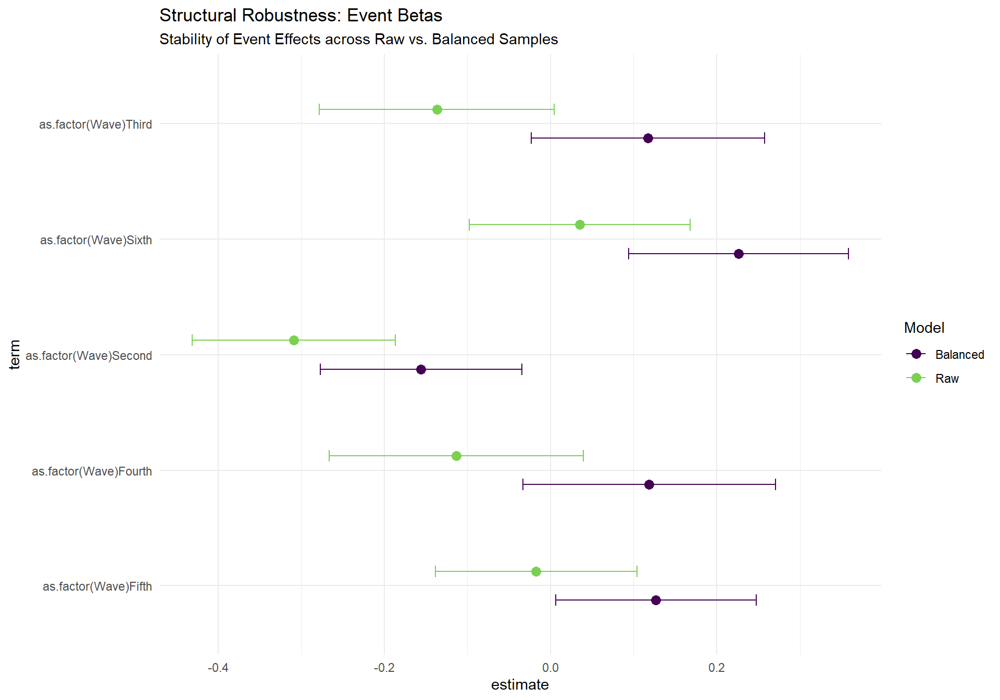 Structural Robustness: Event Betas
Stability of Event Effects across Raw vs. Balanced Samples
as.factor(Wave)Third
as.factor(Wave)Sixth
as.factor(Wave)Second
as.factor(Wave)Fourth
as.factor(Wave)Fifth
term
-0.4
-0.2
0.0
0.2
estimate
Model
Balanced
Raw